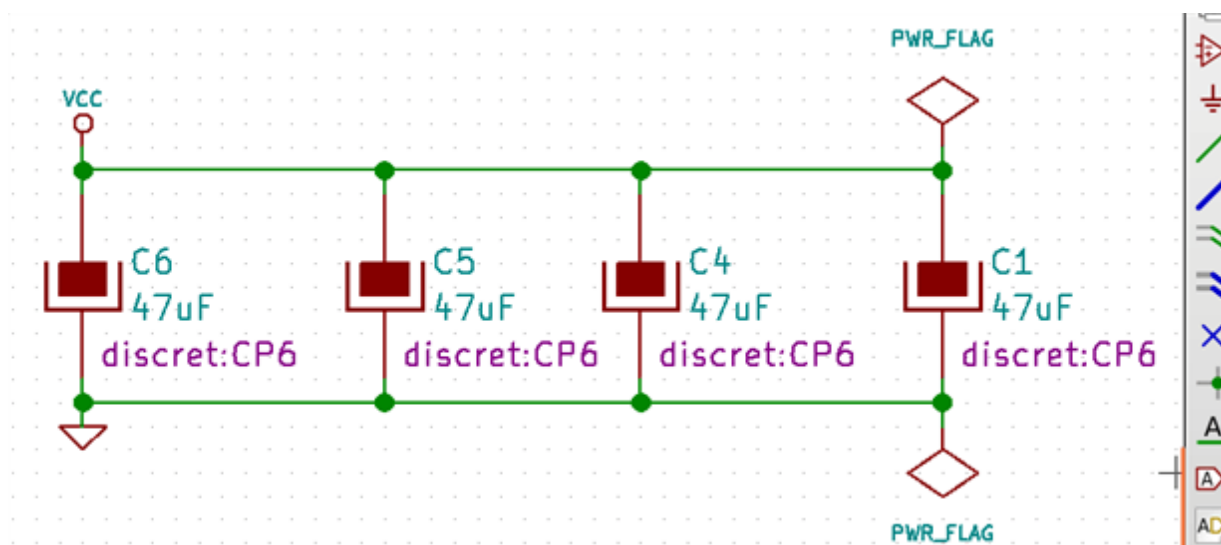 PWR_FLAG
VCC
C6
47uF
discret:CP6
C5
47uF
discret:CP6
C4
47uF
discret:CP6
C1
47uF
discret:CP6
PWR_FLAG
A
A
AD